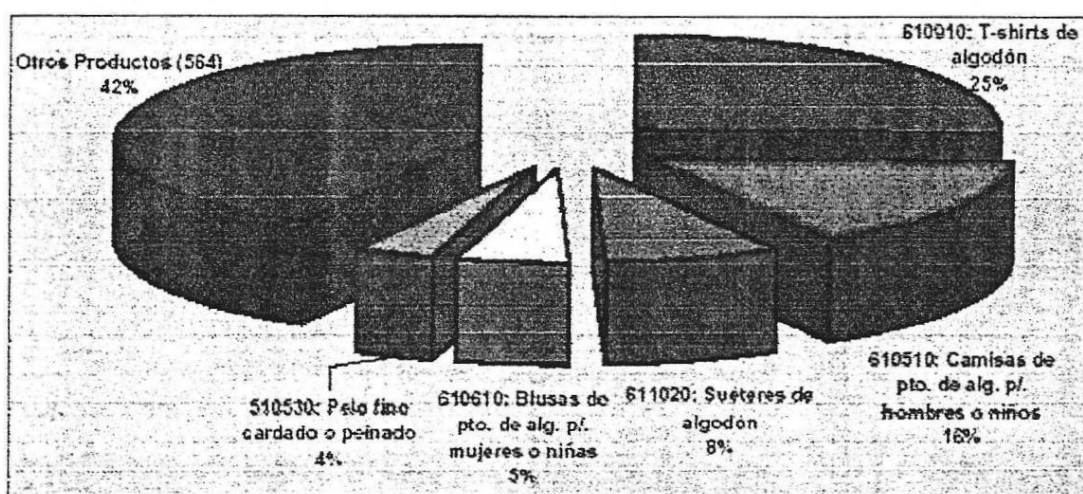 Otros Productos (564)
42%
610910: T-shirts de
algodón
25%
610510: Camisas de
pto. de alg. p/.
hombres o niños
16%
611020: Suéteres de
algodón
8%
610610: Blusas de
pto. de alg. p/.
mujeres o niñas
5%
510530: Pelo fino
cardado o peinado
4%